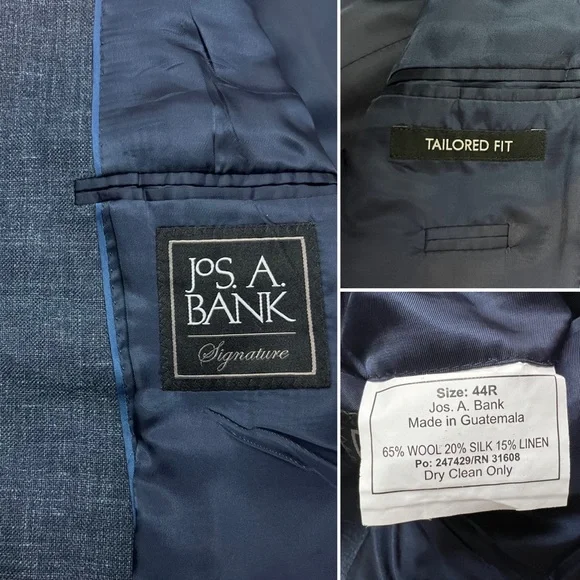 JOS. A.
BANK
Signature
TAILORED FIT
Size: 44R
Jos. A. Bank
Made in Guatemala
65% WOOL 20% SILK 15% LINEN
Po: 247429/RN 31608
Dry Clean Only